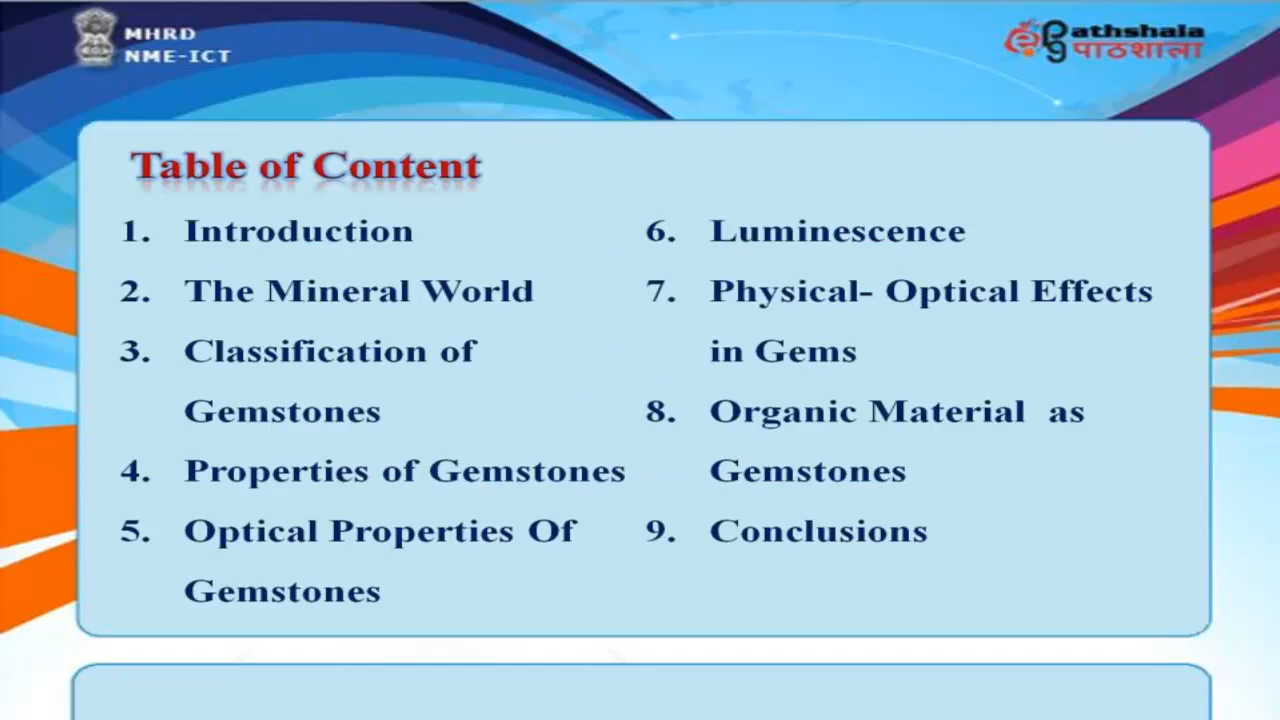 MHRD
NME-ICT
ePg athshala
पाठशाला
Table of Content
1. Introduction
2. The Mineral World
3. Classification of
Gemstones
4. Properties of Gemstones
5. Optical Properties Of
Gemstones
6. Luminescence
7. Physical- Optical Effects
in Gems
8. Organic Material as
Gemstones
9. Conclusions